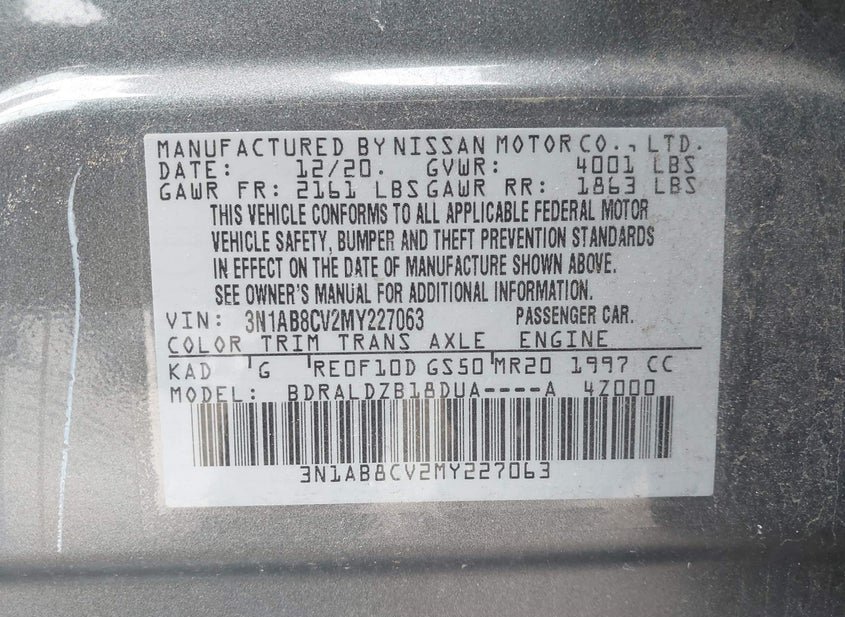 MANUFACTURED BY NISSAN MOTOR CO., LTD.
DATE: 12/20. GVWR: 4001 LBS
GAWR FR: 2161 LBS GAWR RR: 1863 LBS
THIS VEHICLE CONFORMS TO ALL APPLICABLE FEDERAL MOTOR
VEHICLE SAFETY, BUMPER AND THEFT PREVENTION STANDARDS
IN EFFECT ON THE DATE OF MANUFACTURE SHOWN ABOVE.
SEE OWNER'S MANUAL FOR ADDITIONAL INFORMATION.
VIN: 3N1AB8CV2MY227063 PASSENGER CAR.
COLOR TRIM TRANS AXLE ENGINE
KAD G RE0F10D GS50 MR20 1997 CC
MODEL: BDRALDZB18DUA----A 4Z000
3N1AB8CV2MY227063